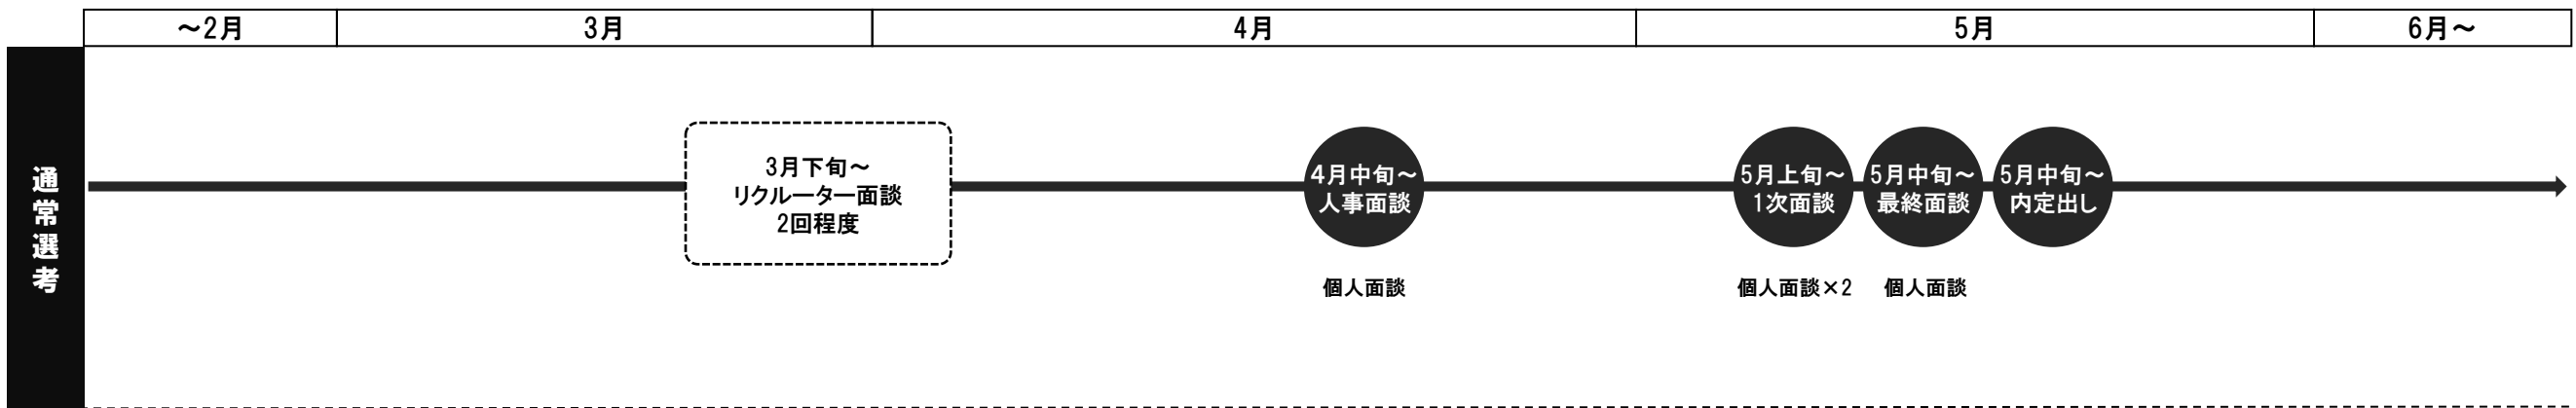 ～2月
3月
4月
5月
6月～
通常選考
3月下旬～
リクルーター面談
2回程度
4月中旬～
人事面談
個人面談
5月上旬～
1次面談
個人面談×2
5月中旬～
最終面談
個人面談
5月中旬～
内定出し